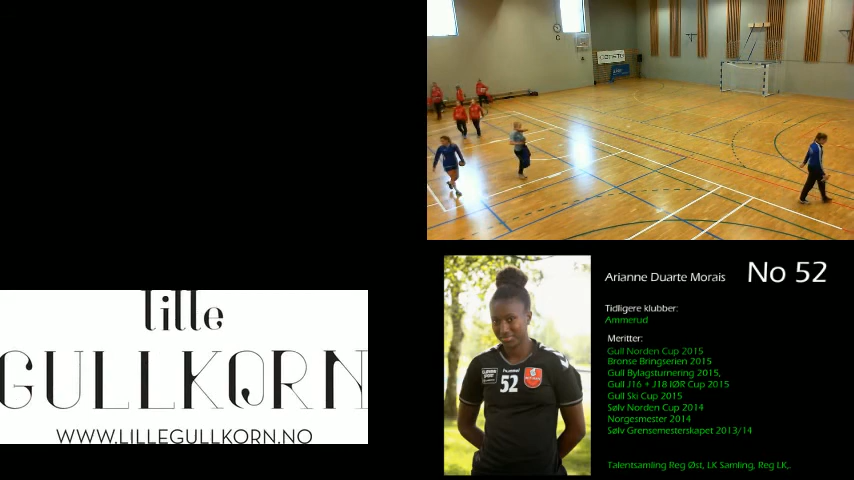 lille
GULLKORN
WWW.LILLEGULLKORN.NO
Arianne Duarte Morais
No 52
Tidligere klubber:
Ammerud
Meritter:
Gull Norden Cup 2015
Bronse Bringserien 2015
Gull Bylagsturnering 2015,
Gull J16 + J18 IØR Cup 2015
Gull Ski Cup 2015
Sølv Norden Cup 2014
Norgesmester 2014
Sølv Grensemesterskapet 2013/14
Talentsamling Reg Øst, LK Samling, Reg LK,.
52